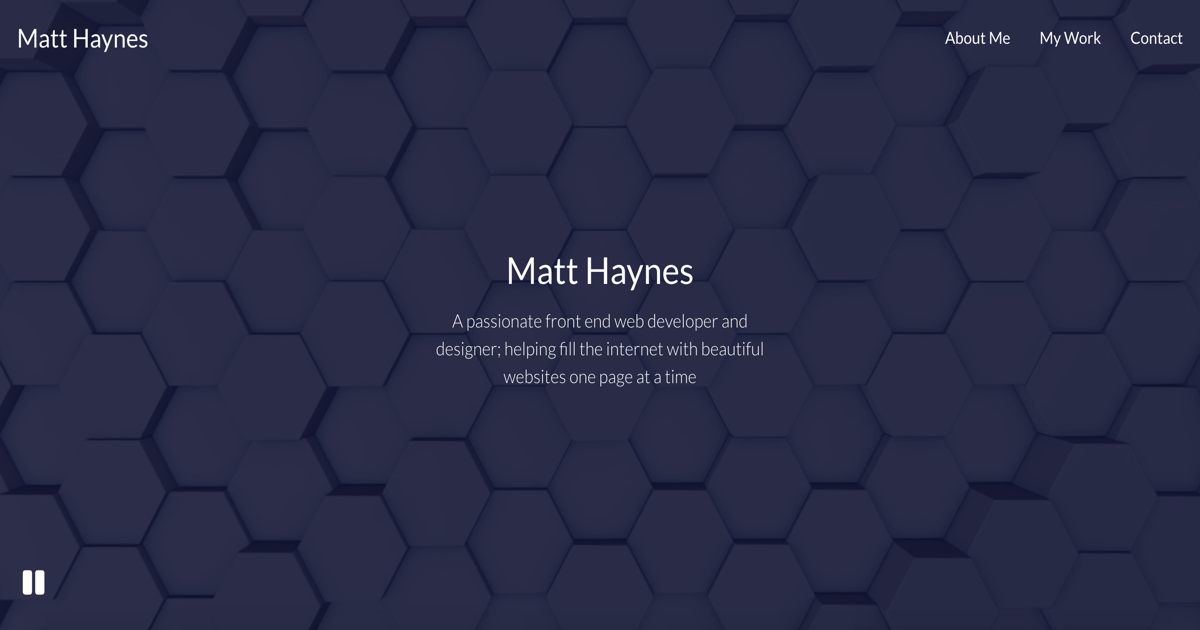 Matt Haynes
About Me
My Work
Contact
Matt Haynes
A passionate front end web developer and
designer; helping fill the internet with beautiful
websites one page at a time